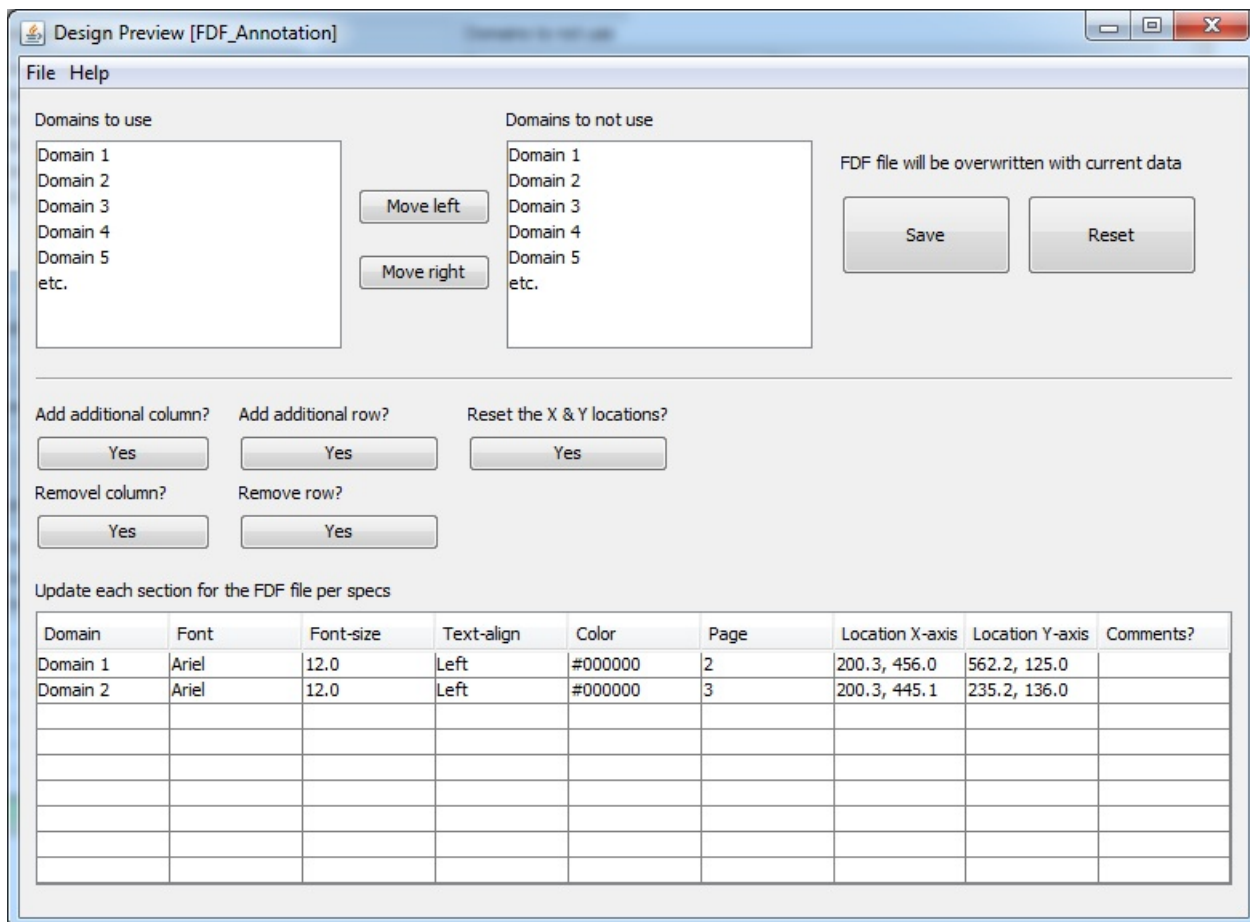 Design Preview [FDF_Annotation]
Domains to not use
File Help
Domains to use
Domains to not use
Domain 1
Domain 2
Domain 3
Domain 4
Domain 5
etc.
Move left
Move right
Domain 1
Domain 2
Domain 3
Domain 4
Domain 5
etc.
FDF file will be overwritten with current data
Save
Reset
Add additional column?
Add additional row?
Reset the X & Y locations?
Yes
Yes
Yes
Removel column?
Remove row?
Yes
Yes
Update each section for the FDF file per specs
Domain Font Font-size Text-align Color Page Location X-axis Location Y-axis Comments?
Domain 1 Ariel 12.0 Left #000000 2 200.3, 456.0 562.2, 125.0
Domain 2 Ariel 12.0 Left #000000 3 200.3, 445.1 235.2, 136.0